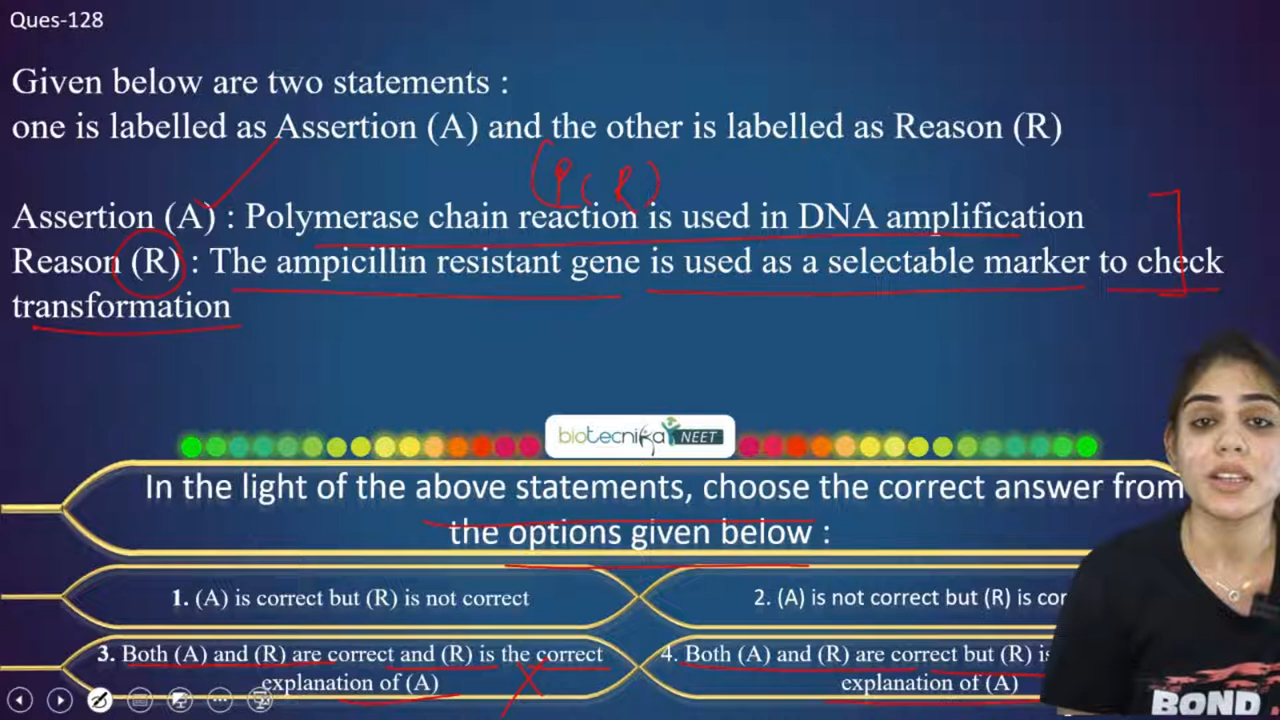 Ques-128
Given below are two statements :
one is labelled as Assertion (A) and the other is labelled as Reason (R)
(PCR)
Assertion (A) : Polymerase chain reaction is used in DNA amplification
Reason (R) : The ampicillin resistant gene is used as a selectable marker to check
transformation
biotecnika NEET
In the light of the above statements, choose the correct answer from
the options given below :
1. (A) is correct but (R) is not correct
2. (A) is not correct but (R) is cor
3. Both (A) and (R) are correct and (R) is the correct
explanation of (A)
4. Both (A) and (R) are correct but (R) is
explanation of (A)
BOND